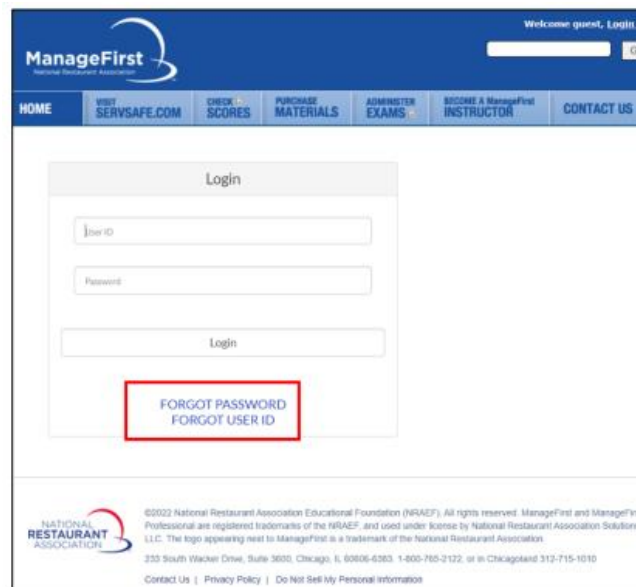 Welcome guest, Login
ManageFirst
National Restaurant Association
HOME
VISIT
SERVSAFE.COM
CHECK
SCORES
PURCHASE
MATERIALS
ADMINISTER
EXAMS
BECOME A ManageFirst
INSTRUCTOR
CONTACT US
Login
User ID
Password
Login
FORGOT PASSWORD
FORGOT USER ID
NATIONAL
RESTAURANT
ASSOCIATION
©2022 National Restaurant Association Educational Foundation (NRAEF). All rights reserved. ManageFirst and ManageFir
Professional are registered trademarks of the NRAEF, and used under license by National Restaurant Association Solution
LLC. The logo appearing next to ManageFirst is a trademark of the National Restaurant Association.
233 South Wacker Drive, Suite 3600, Chicago, IL 60606-6383. 1-800-765-2122, or in Chicagoland 312-715-1010
Contact Us | Privacy Policy | Do Not Sell My Personal Information